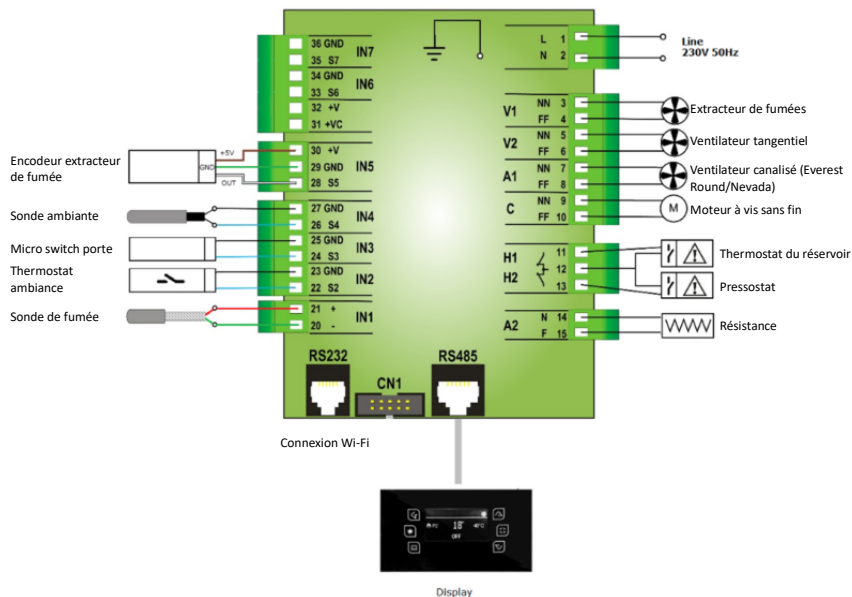 36 GND
35 S7
IN7
34 GND
33 S6
IN6
32 +V
31 +VC
Encodeur extracteur
de fumée
+5V
GND
OUT
30 +V
29 GND
28 S5
IN5
Sonde ambiante
27 GND
26 S4
IN4
Micro switch porte
25 GND
24 S3
IN3
Thermostat
ambiance
23 GND
22 S2
IN2
Sonde de fumée
21 +
20 -
IN1
L 1
N 2
Line
230V 50Hz
V1
NN 3
FF 4
Extracteur de fumées
V2
NN 5
FF 6
Ventilateur tangentiel
A1
NN 7
FF 8
Ventilateur canalisé (Everest
Round/Nevada)
C
NN 9
FF 10
M
Moteur à vis sans fin
H1
H2
11
12
13
Thermostat du réservoir
Pressostat
A2
N 14
F 15
Résistance
RS232
CN1
RS485
Connexion Wi-Fi
18°
OFF
Display